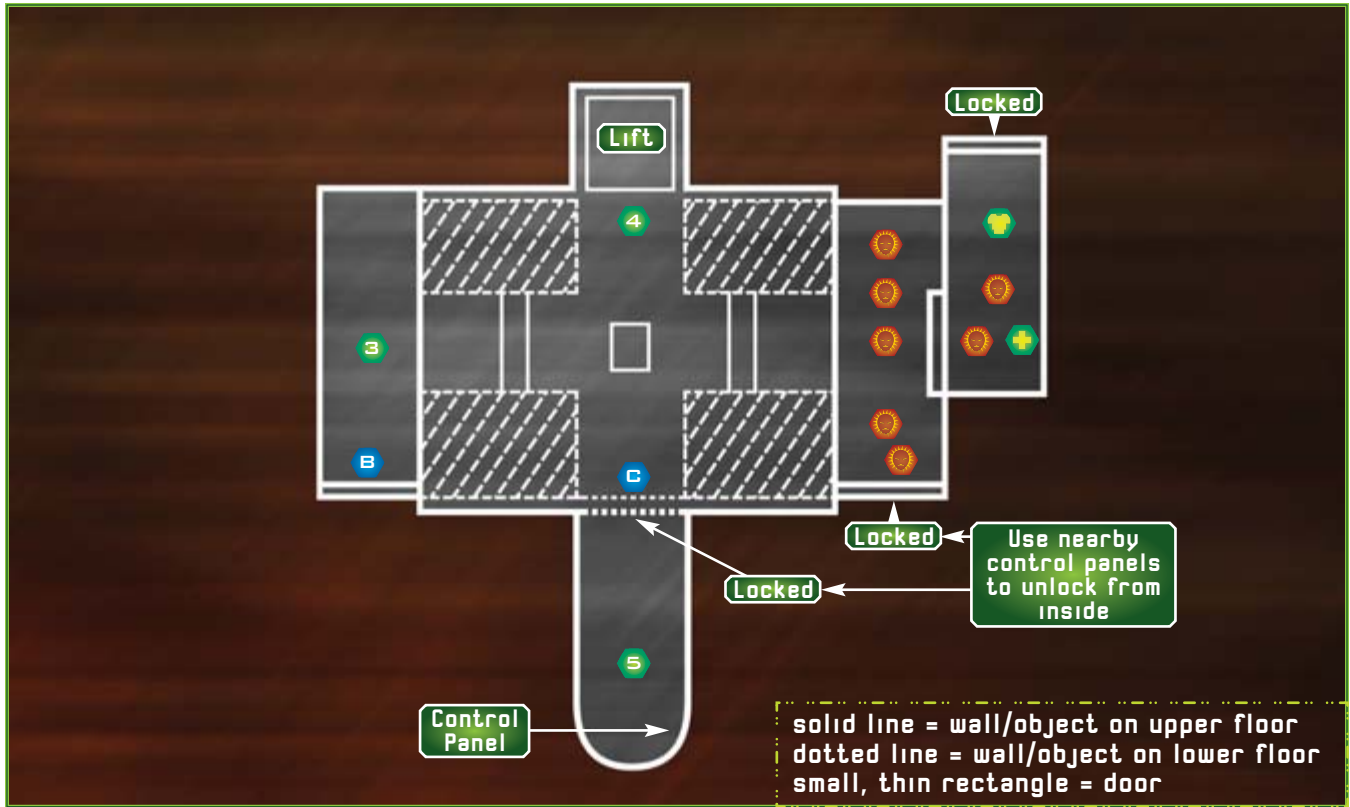 Locked
Lift
4
3
B
C
Locked
Use nearby
control panels
to unlock from
inside
Locked
5
Control
Panel
solid line = wall/object on upper floor
dotted line = wall/object on lower floor
small, thin rectangle = door